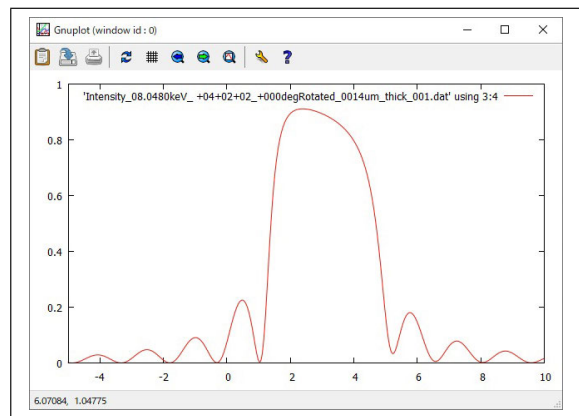 Gnuplot (window id : 0)
'Intensity_08.0480keV_ +04+02+02_ +000degRotated_0014um_thick_001.dat' using 3:4
1
0.8
0.6
0.4
0.2
0
-4 -2 0 2 4 6 8 10
6.07084, 1.04775